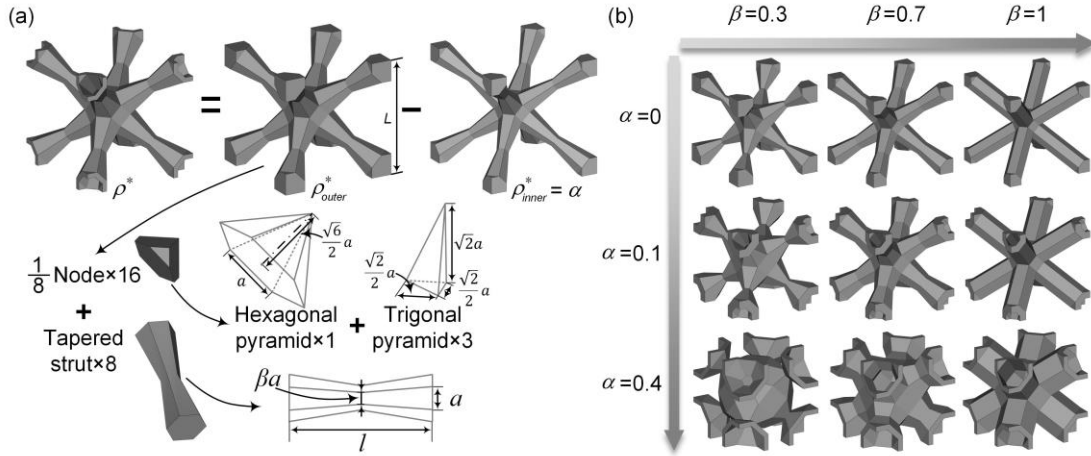 (a)
=
−
L
ρ*
ρ*outer
ρ*inner = α
1/8 Node×16
+
Tapered
strut×8
a
√6/2 a
Hexagonal
pyramid×1
+
√2a
√2/2 a
√2/2 a
Trigonal
pyramid×3
βa
a
l
(b)
β=0.3
β=0.7
β=1
α=0
α=0.1
α=0.4